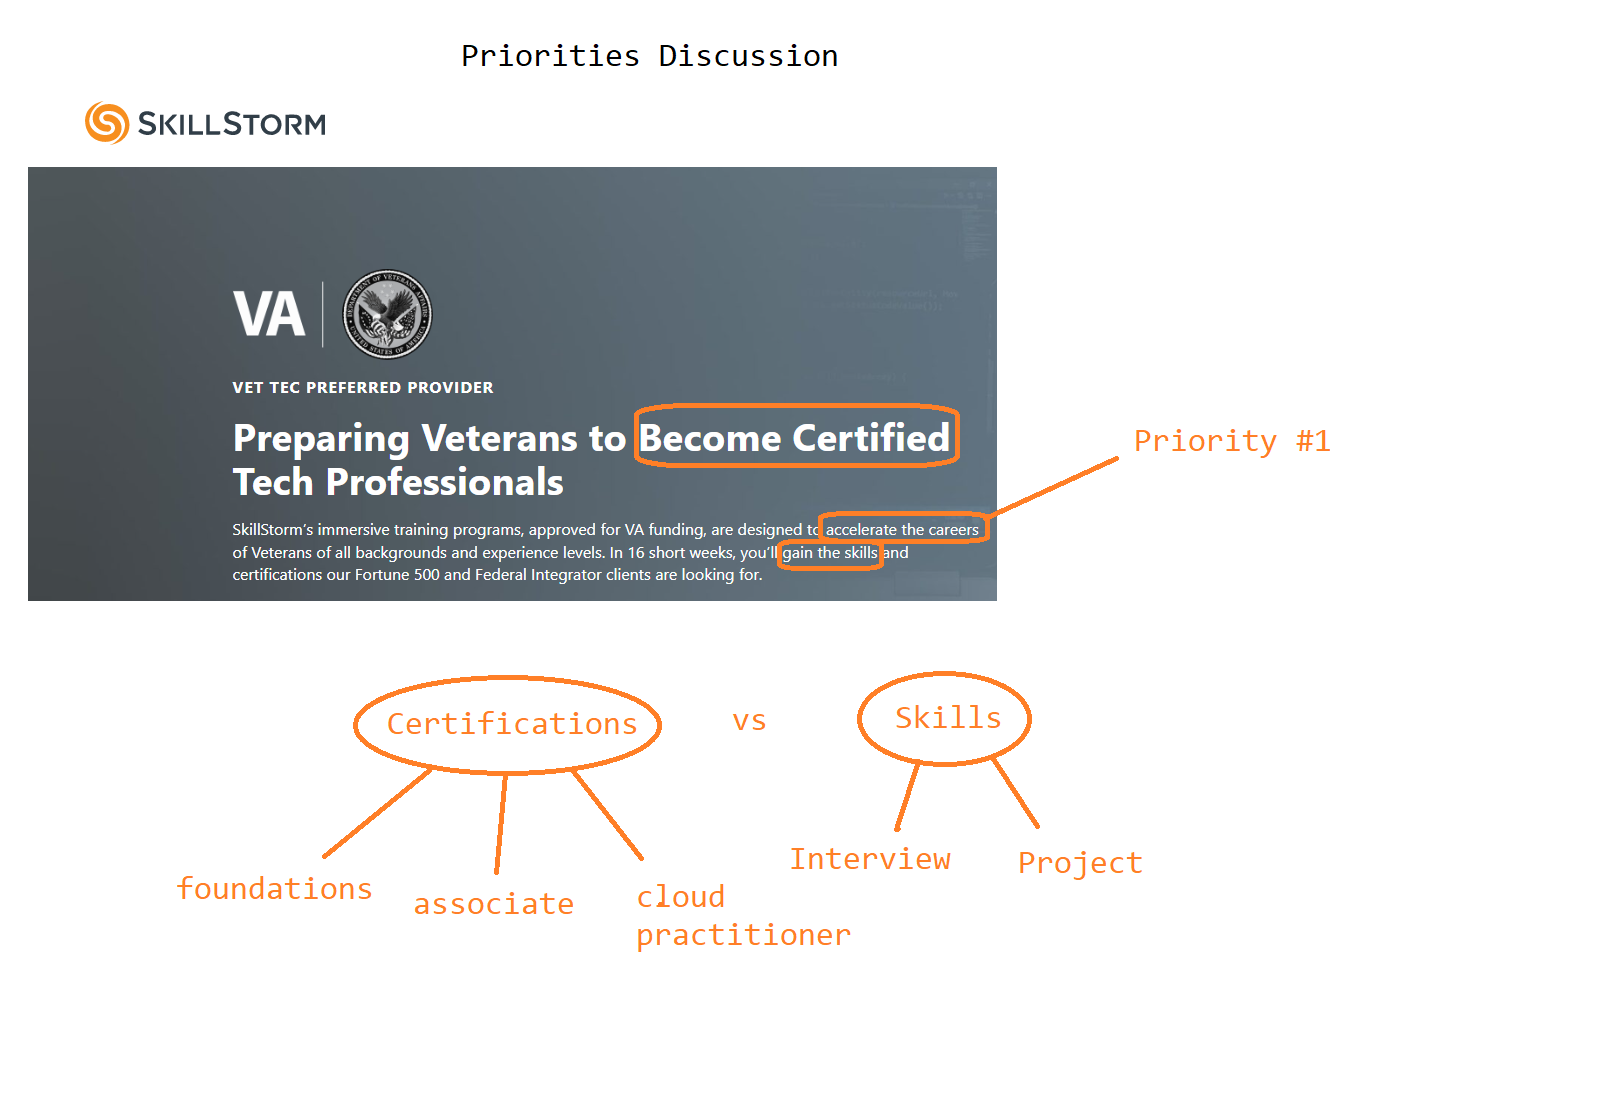 Priorities Discussion
SKILLSTORM
VA
DEPARTMENT OF VETERANS AFFAIRS
UNITED STATES OF AMERICA
VET TEC PREFERRED PROVIDER
Preparing Veterans to Become Certified
Tech Professionals
Priority #1
SkillStorm's immersive training programs, approved for VA funding, are designed to accelerate the careers
of Veterans of all backgrounds and experience levels. In 16 short weeks, you'll gain the skills and
certifications our Fortune 500 and Federal Integrator clients are looking for.
Certifications vs Skills
foundations
associate
cloud
practitioner
Interview
Project